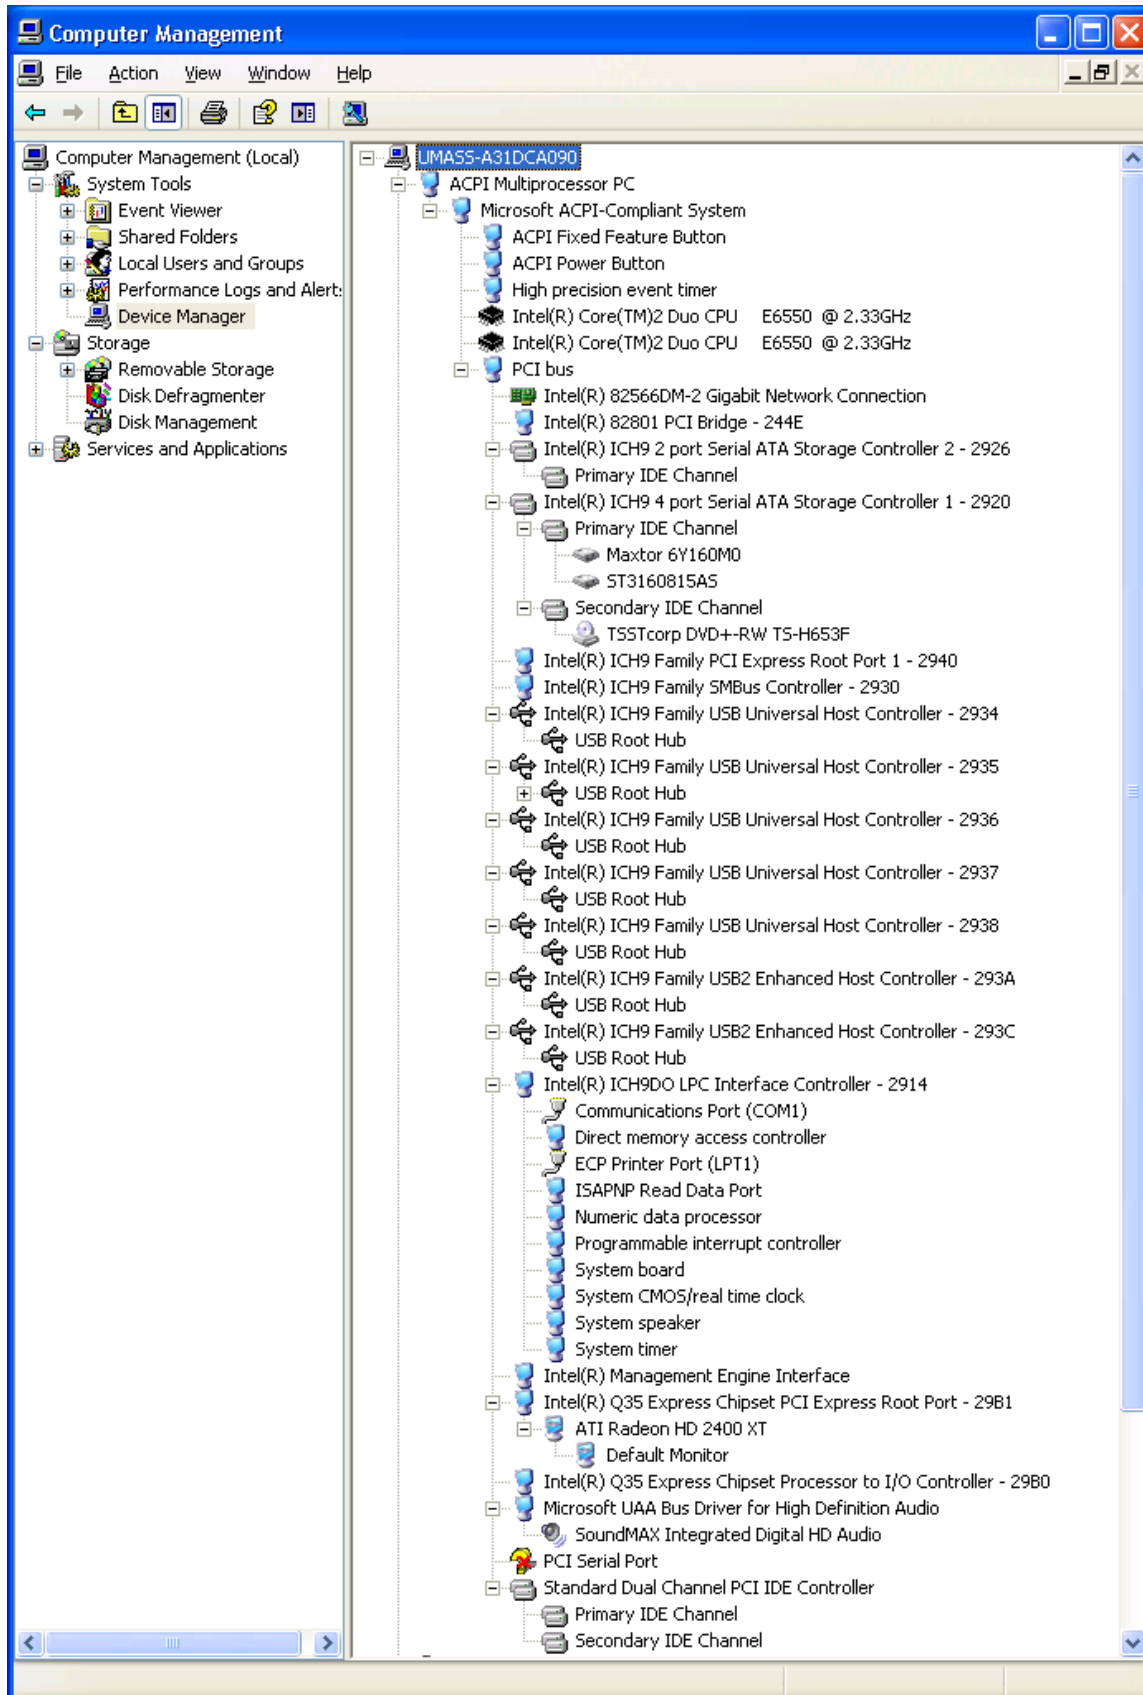 Computer Management
File Action View Window Help
Computer Management (Local)
System Tools
Event Viewer
Shared Folders
Local Users and Groups
Performance Logs and Alert:
Device Manager
Storage
Removable Storage
Disk Defragmenter
Disk Management
Services and Applications
UMASS-A31DCA090
ACPI Multiprocessor PC
Microsoft ACPI-Compliant System
ACPI Fixed Feature Button
ACPI Power Button
High precision event timer
Intel(R) Core(TM)2 Duo CPU E6550 @ 2.33GHz
Intel(R) Core(TM)2 Duo CPU E6550 @ 2.33GHz
PCI bus
Intel(R) 82566DM-2 Gigabit Network Connection
Intel(R) 82801 PCI Bridge - 244E
Intel(R) ICH9 2 port Serial ATA Storage Controller 2 - 2926
Primary IDE Channel
Intel(R) ICH9 4 port Serial ATA Storage Controller 1 - 2920
Primary IDE Channel
Maxtor 6Y160M0
ST3160815AS
Secondary IDE Channel
TSSTcorp DVD+-RW TS-H653F
Intel(R) ICH9 Family PCI Express Root Port 1 - 2940
Intel(R) ICH9 Family SMBus Controller - 2930
Intel(R) ICH9 Family USB Universal Host Controller - 2934
USB Root Hub
Intel(R) ICH9 Family USB Universal Host Controller - 2935
USB Root Hub
Intel(R) ICH9 Family USB Universal Host Controller - 2936
USB Root Hub
Intel(R) ICH9 Family USB Universal Host Controller - 2937
USB Root Hub
Intel(R) ICH9 Family USB Universal Host Controller - 2938
USB Root Hub
Intel(R) ICH9 Family USB2 Enhanced Host Controller - 293A
USB Root Hub
Intel(R) ICH9 Family USB2 Enhanced Host Controller - 293C
USB Root Hub
Intel(R) ICH9DO LPC Interface Controller - 2914
Communications Port (COM1)
Direct memory access controller
ECP Printer Port (LPT1)
ISAPNP Read Data Port
Numeric data processor
Programmable interrupt controller
System board
System CMOS/real time clock
System speaker
System timer
Intel(R) Management Engine Interface
Intel(R) Q35 Express Chipset PCI Express Root Port - 29B1
ATI Radeon HD 2400 XT
Default Monitor
Intel(R) Q35 Express Chipset Processor to I/O Controller - 29B0
Microsoft UAA Bus Driver for High Definition Audio
SoundMAX Integrated Digital HD Audio
PCI Serial Port
Standard Dual Channel PCI IDE Controller
Primary IDE Channel
Secondary IDE Channel